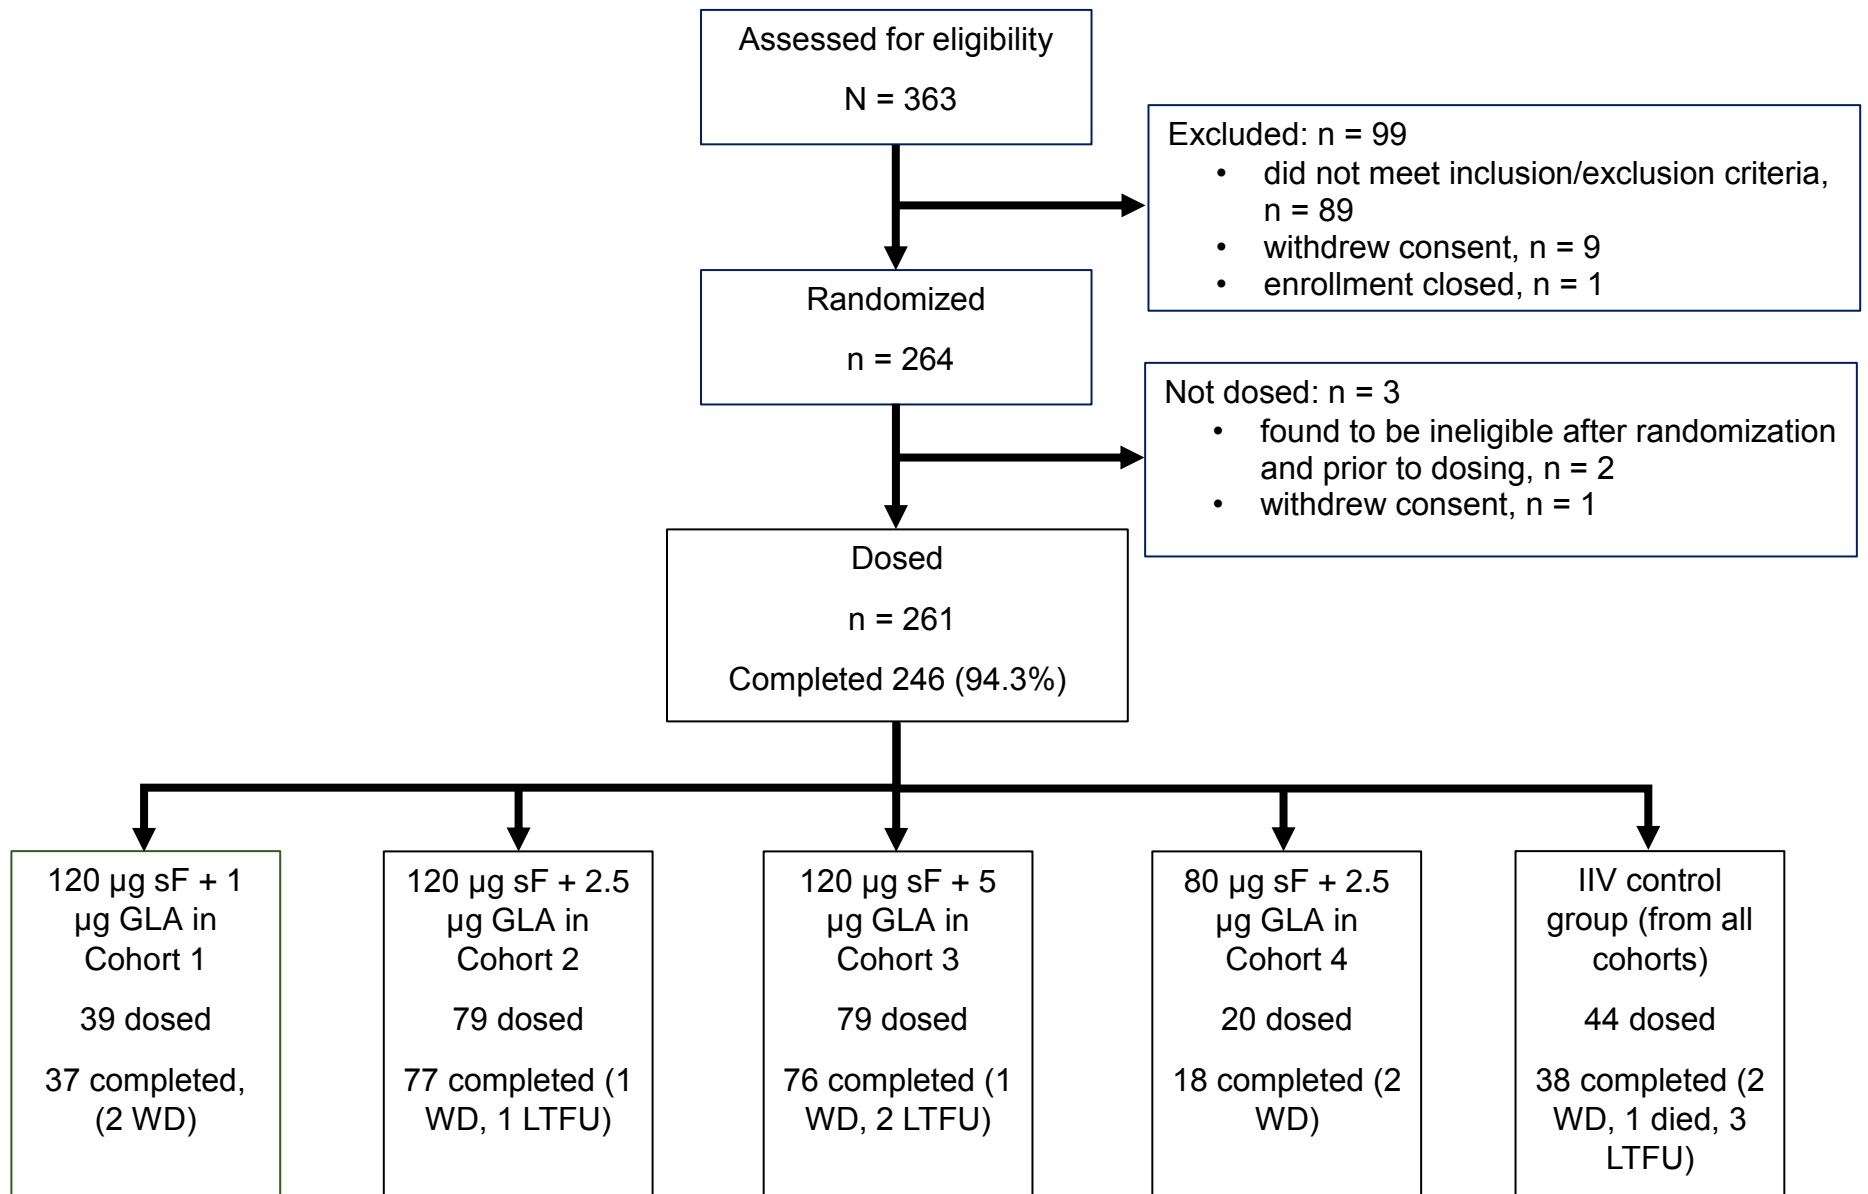 Assessed for eligibility
N = 363
Excluded: n = 99
• did not meet inclusion/exclusion criteria,
n = 89
• withdrew consent, n = 9
• enrollment closed, n = 1
Randomized
n = 264
Not dosed: n = 3
• found to be ineligible after randomization
and prior to dosing, n = 2
• withdrew consent, n = 1
Dosed
n = 261
Completed 246 (94.3%)
120 µg sF + 1
µg GLA in
Cohort 1
39 dosed
37 completed,
(2 WD)
120 µg sF + 2.5
µg GLA in
Cohort 2
79 dosed
77 completed (1
WD, 1 LTFU)
120 µg sF + 5
µg GLA in
Cohort 3
79 dosed
76 completed (1
WD, 2 LTFU)
80 µg sF + 2.5
µg GLA in
Cohort 4
20 dosed
18 completed (2
WD)
IIV control
group (from all
cohorts)
44 dosed
38 completed (2
WD, 1 died, 3
LTFU)